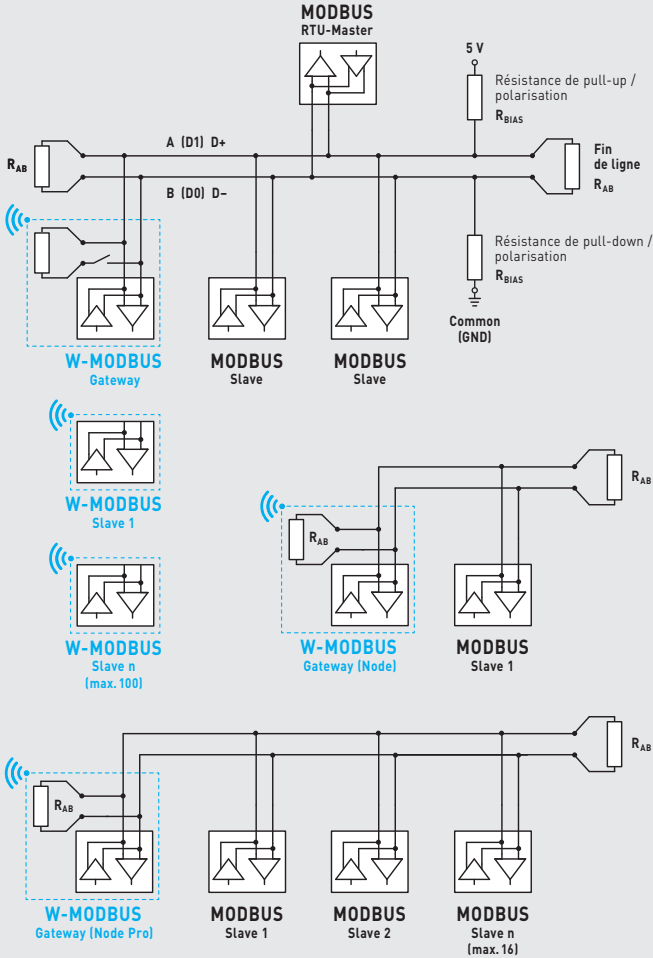 MODBUS
RTU-Master
5 V
Résistance de pull-up /
polarisation
RBIAS
A (D1) D+
RAB
Fin
de ligne
RAB
B (D0) D–
Résistance de pull-down /
polarisation
RBIAS
Common
(GND)
W-MODBUS
Gateway
MODBUS
Slave
MODBUS
Slave
W-MODBUS
Slave 1
RAB
RAB
W-MODBUS
Slave n
(max. 100)
W-MODBUS
Gateway (Node)
MODBUS
Slave 1
RAB
RAB
W-MODBUS
Gateway (Node Pro)
MODBUS
Slave 1
MODBUS
Slave 2
MODBUS
Slave n
(max. 16)